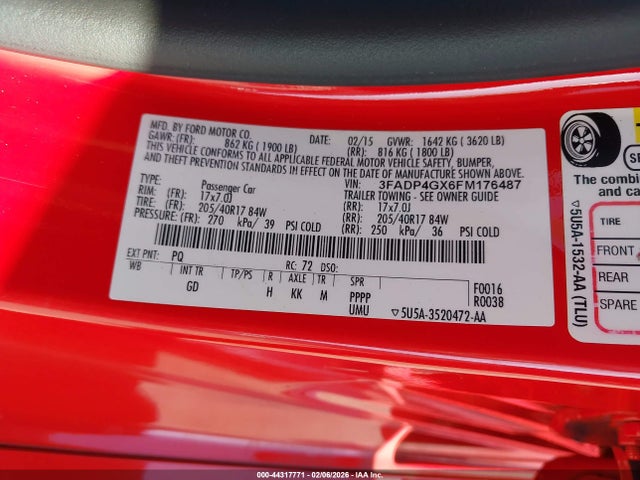 MFD. BY FORD MOTOR CO.
DATE: 02/15 GVWR: 1642 KG ( 3620 LB)
GAWR: (FR): 862 KG ( 1900 LB) (RR): 816 KG ( 1800 LB)
THIS VEHICLE CONFORMS TO ALL APPLICABLE FEDERAL MOTOR VEHICLE SAFETY, BUMPER,
AND THEFT PREVENTION STANDARDS IN EFFECT ON THE DATE OF MANUFACTURE SHOWN ABOVE.
VIN: 3FADP4GX6FM176487
TYPE: Passenger Car TRAILER TOWING - SEE OWNER GUIDE
RIM: (FR): 17x7.0J (RR): 17x7.0J
TIRE: (FR): 205/40R17 84W (RR): 205/40R17 84W
PRESSURE: (FR): 270 kPa/ 39 PSI COLD (RR): 250 kPa/ 36 PSI COLD
EXT PNT: PQ RC: 72 DSO:
WB INT TR TP/PS R AXLE TR SPR F0016
GD H KK M PPPP R0038
UMU ▽5U5A-3520472-AA
The combin
and ca
TIRE
FRONT
REAR
SPARE
▽5U5A-1532-AA (TLU)
000-44317771 - 02/06/2026 - IAA Inc.